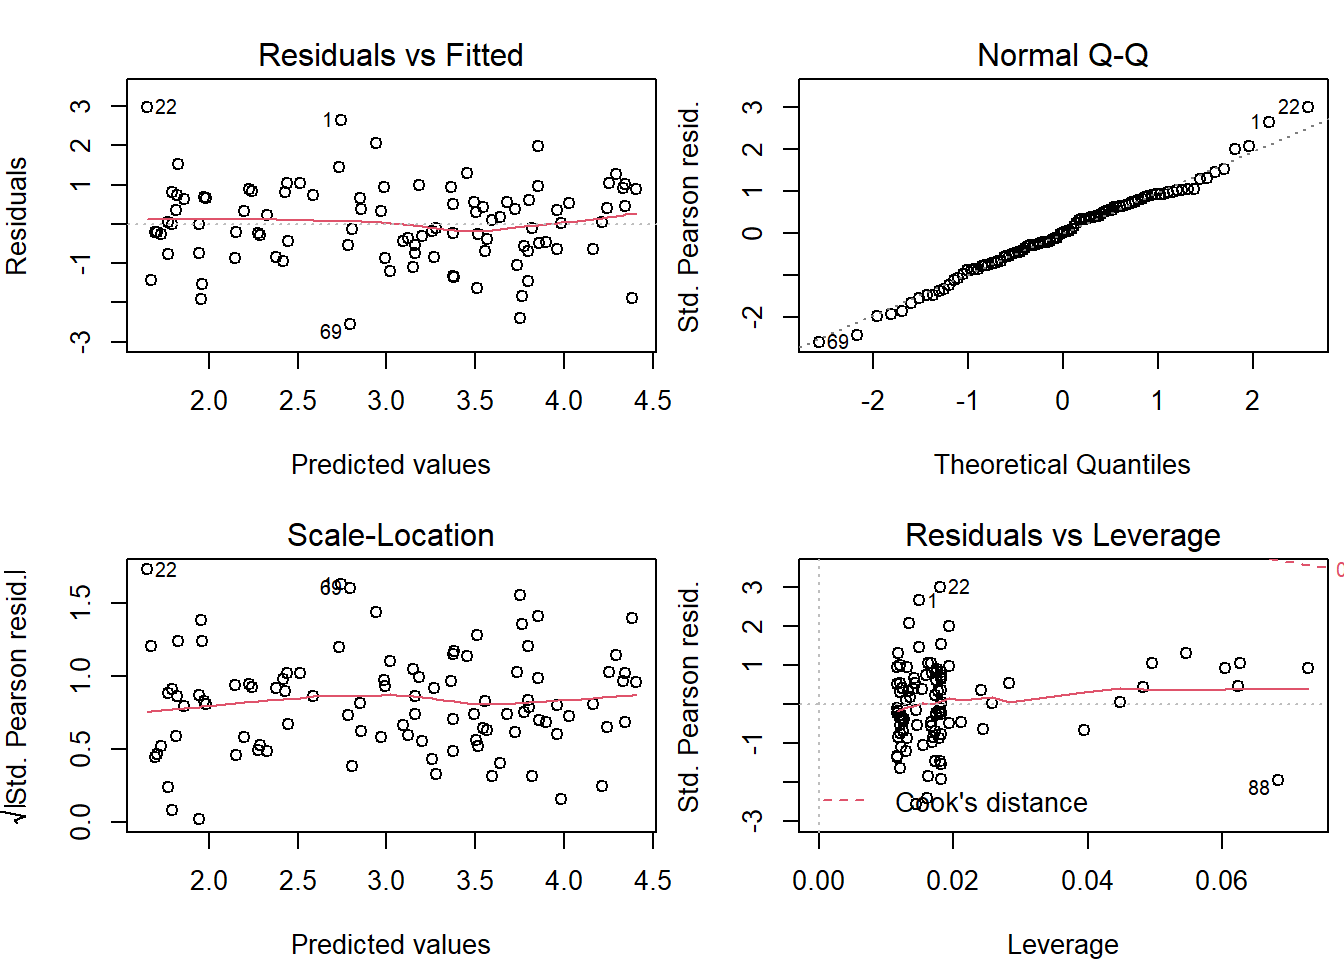 Residuals vs Fitted
3
2
1
-1
-3
Residuals
22
1
69
2.0 2.5 3.0 3.5 4.0 4.5
Predicted values
Normal Q-Q
3
2
1
0
-2
Std. Pearson resid.
22
1
69
-2 -1 0 1 2
Theoretical Quantiles
Scale-Location
1.5
1.0
0.5
0.0
√|Std. Pearson resid.|
22
69
2.0 2.5 3.0 3.5 4.0 4.5
Predicted values
Residuals vs Leverage
3
2
1
-1
-3
Std. Pearson resid.
22
1
88
Cook's distance
0.00 0.02 0.04 0.06
Leverage